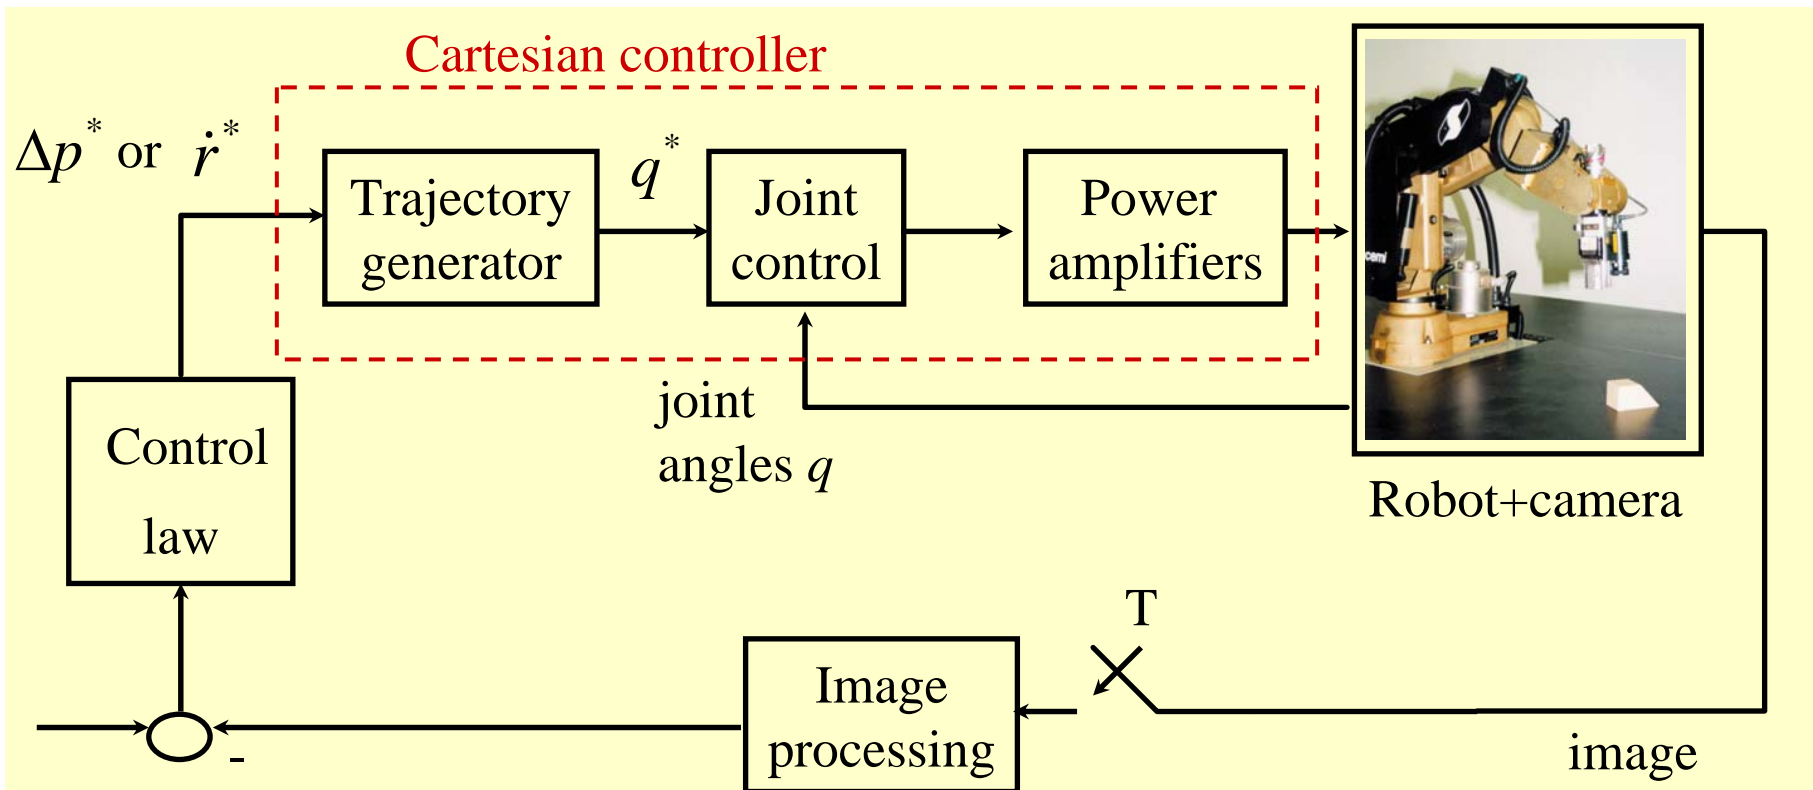 Cartesian controller
Δp* or ṙ*
Trajectory
generator
q*
Joint
control
Power
amplifiers
joint
angles q
Control
law
Robot+camera
T
Image
processing
-
image